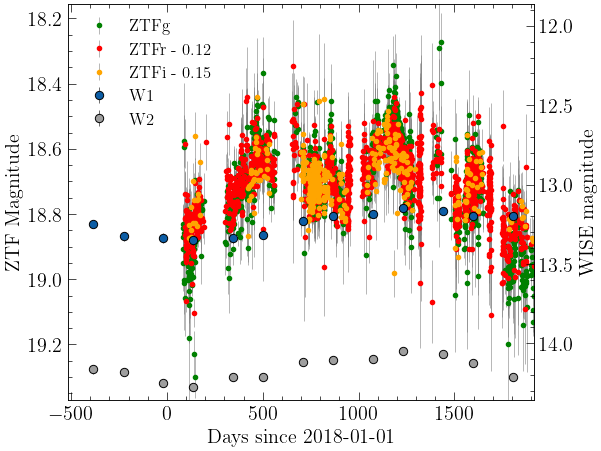 ZTFg
ZTFr - 0.12
ZTFi - 0.15
W1
W2
18.2
18.4
18.6
18.8
19.0
19.2
ZTF Magnitude
12.0
12.5
13.0
13.5
14.0
WISE magnitude
−500 0 500 1000 1500
Days since 2018-01-01